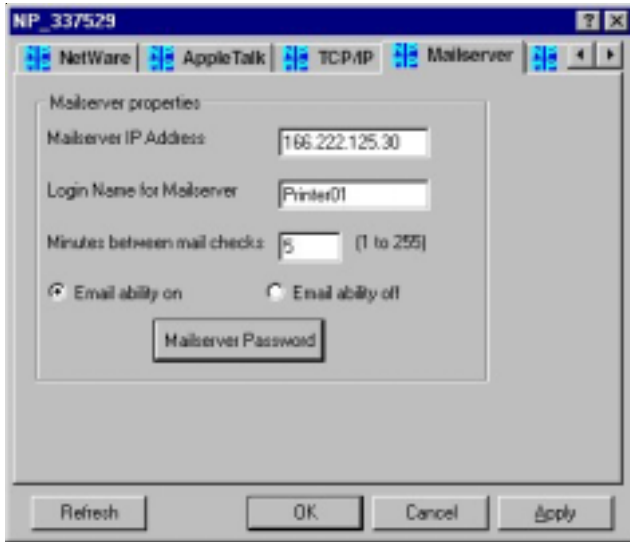 NP_337529
NetWare AppleTalk TCP/IP Mailserver
Mailserver properties
Mailserver IP Address 166.222.125.30
Login Name for Mailserver Printer01
Minutes between mail checks 5 (1 to 255)
Email ability on Email ability off
Mailserver Password
Refresh OK Cancel Apply